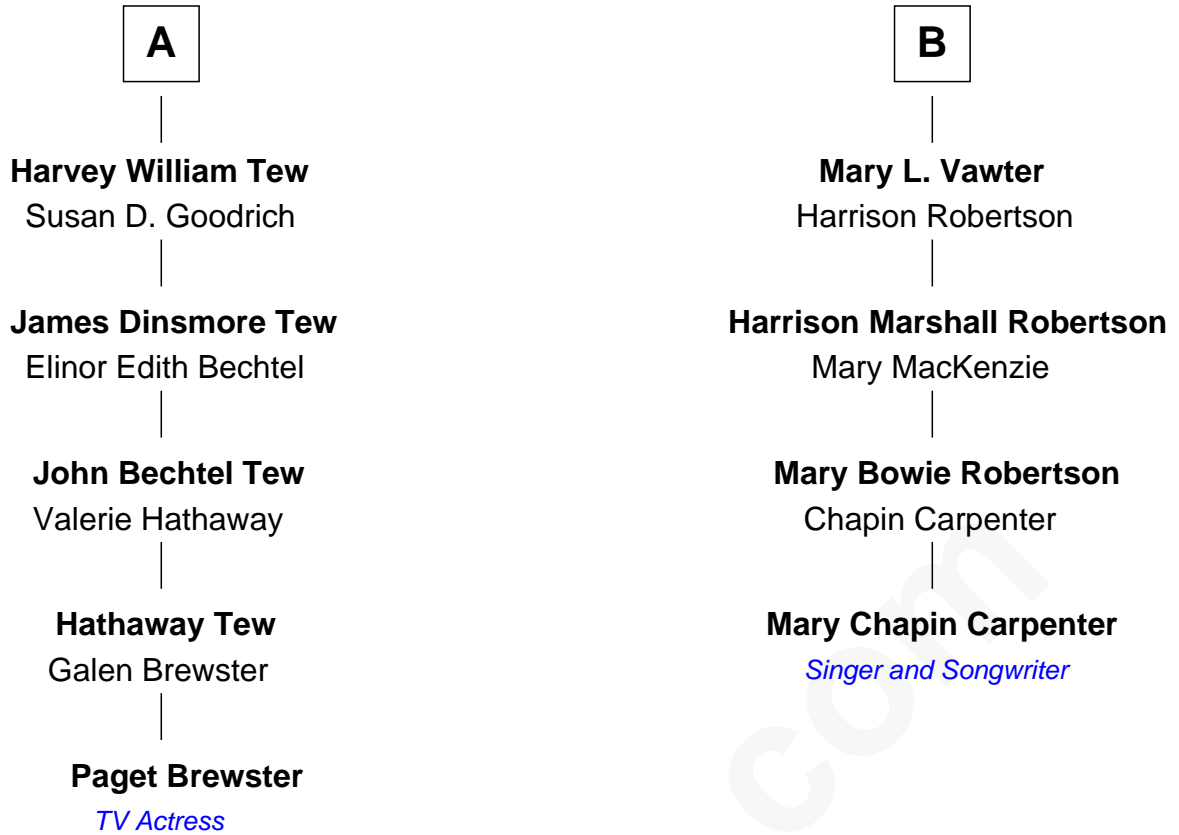 A
Harvey William Tew
Susan D. Goodrich
James Dinsmore Tew
Elinor Edith Bechtel
John Bechtel Tew
Valerie Hathaway
Hathaway Tew
Galen Brewster
Paget Brewster
TV Actress
B
Mary L. Vawter
Harrison Robertson
Harrison Marshall Robertson
Mary MacKenzie
Mary Bowie Robertson
Chapin Carpenter
Mary Chapin Carpenter
Singer and Songwriter
com